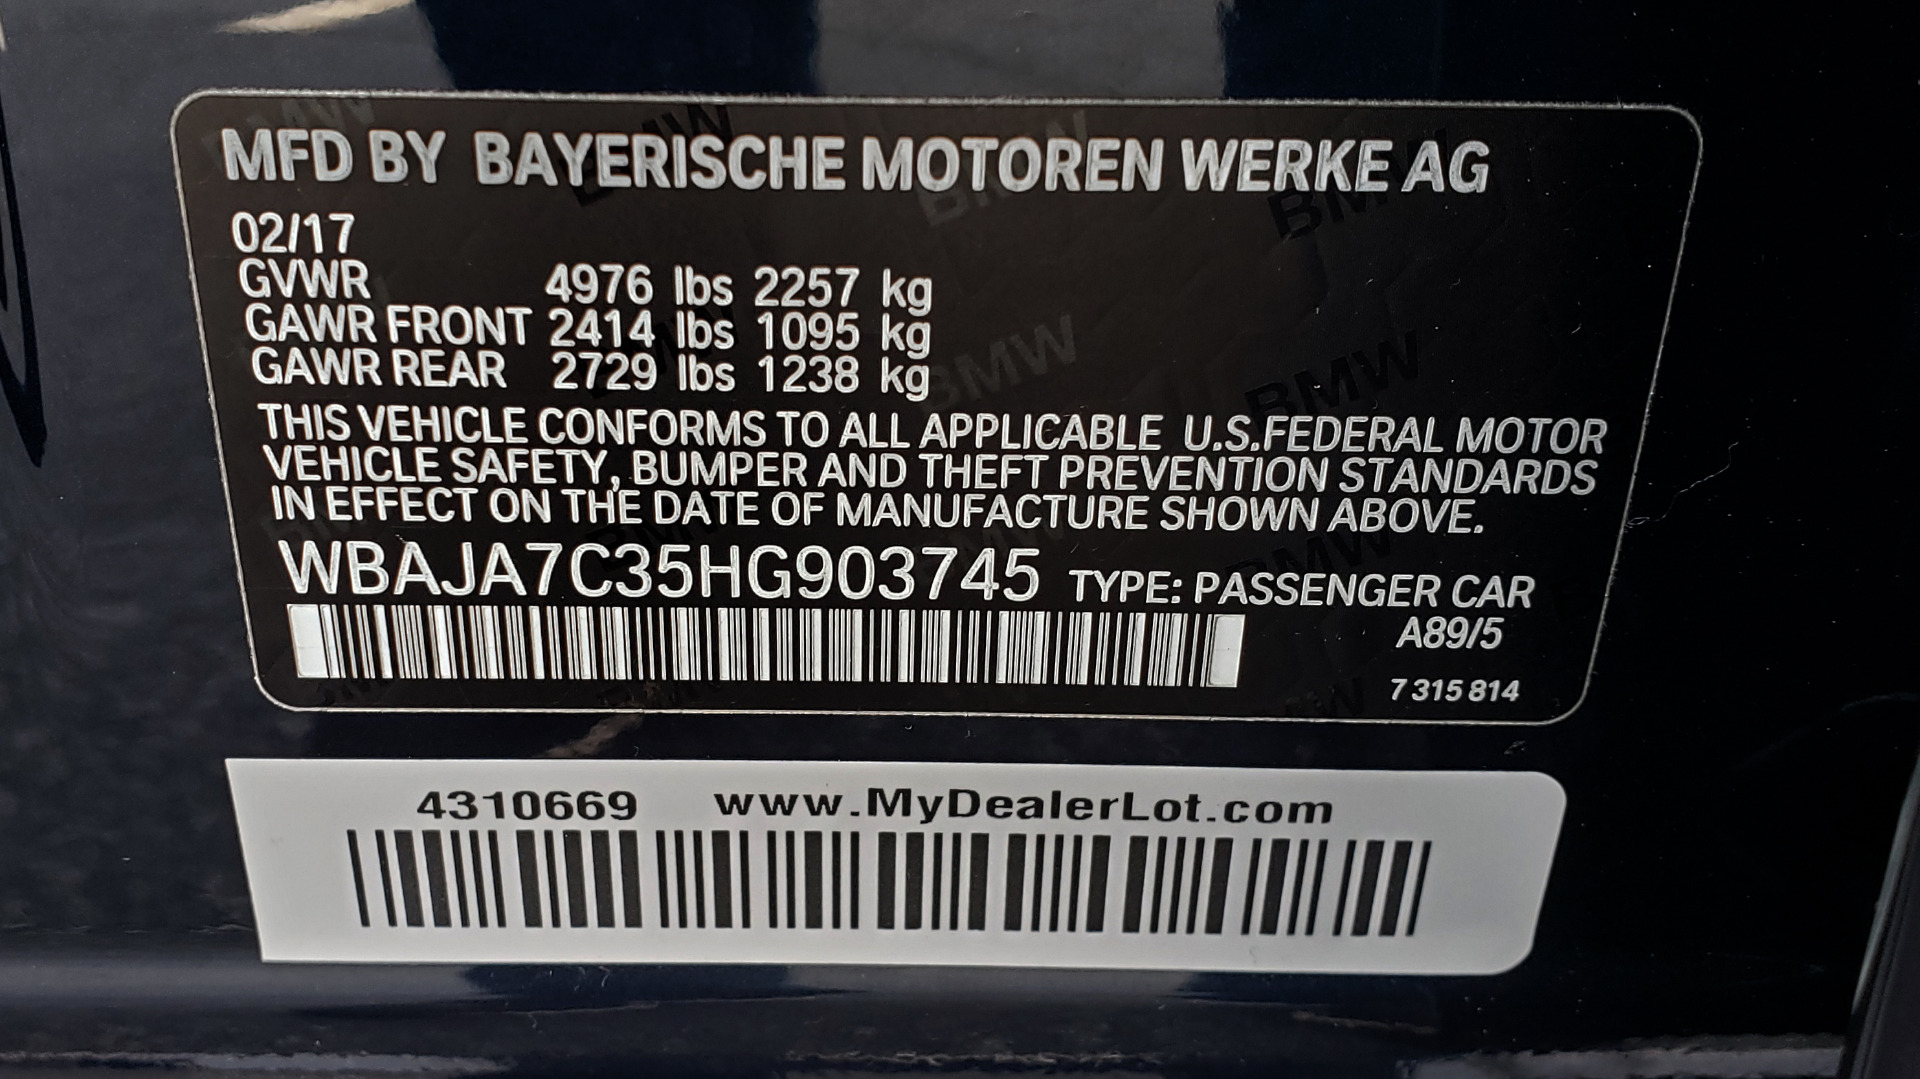 MFD BY BAYERISCHE MOTOREN WERKE AG
02/17
GVWR 4976 lbs 2257 kg
GAWR FRONT 2414 lbs 1095 kg
GAWR REAR 2729 lbs 1238 kg
THIS VEHICLE CONFORMS TO ALL APPLICABLE U.S.FEDERAL MOTOR
VEHICLE SAFETY, BUMPER AND THEFT PREVENTION STANDARDS
IN EFFECT ON THE DATE OF MANUFACTURE SHOWN ABOVE.
WBAJA7C35HG903745 TYPE: PASSENGER CAR
A89/5
7 315 814
4310669 www.MyDealerLot.com